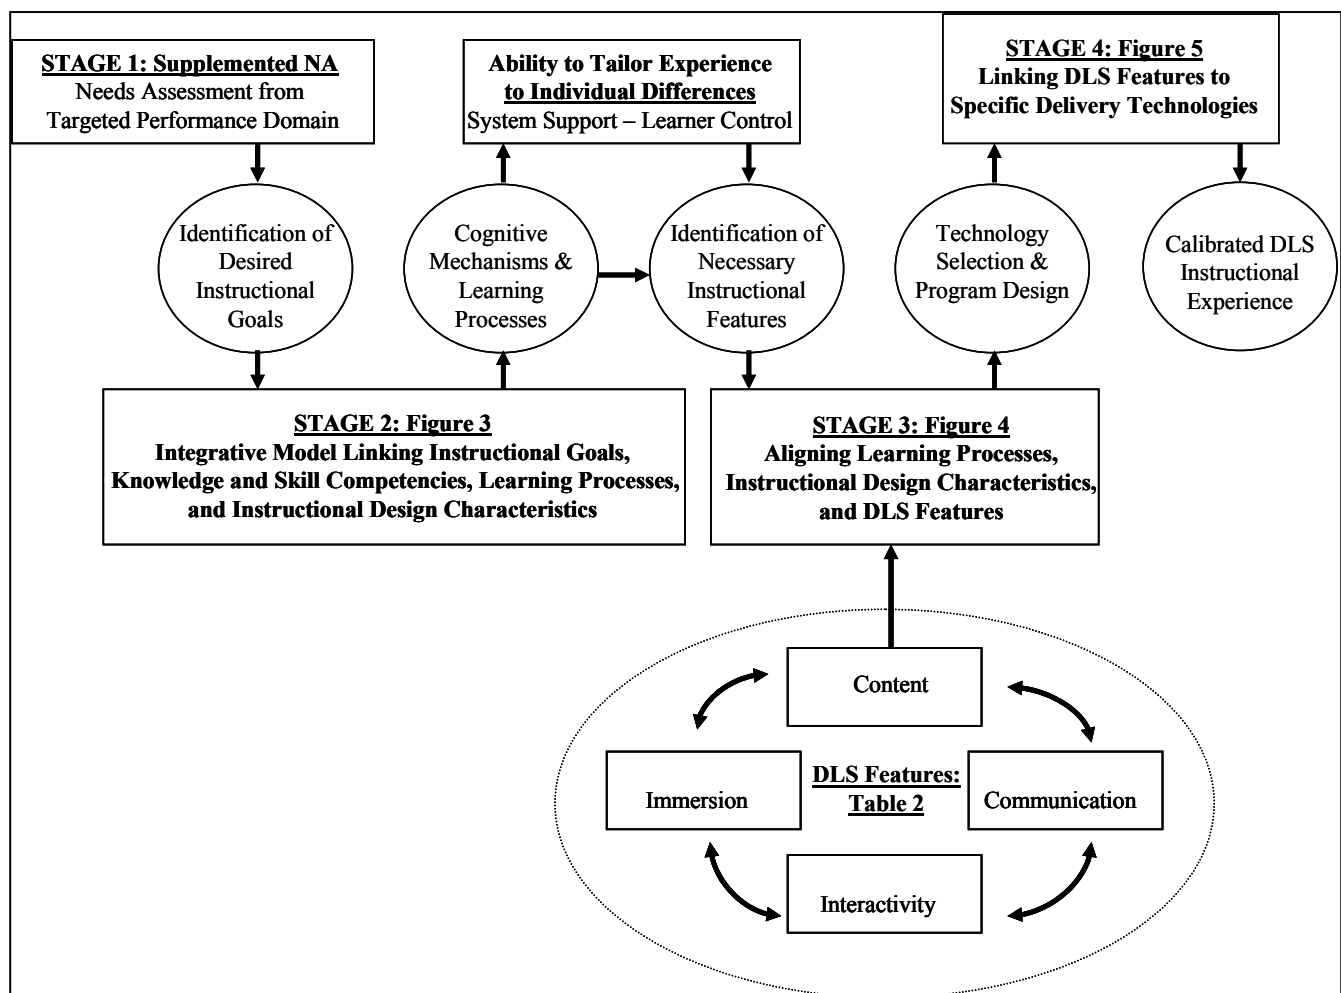 STAGE 1: Supplemented NA
Needs Assessment from
Targeted Performance Domain
Ability to Tailor Experience
to Individual Differences
System Support – Learner Control
STAGE 4: Figure 5
Linking DLS Features to
Specific Delivery Technologies
Identification of
Desired
Instructional
Goals
Cognitive
Mechanisms &
Learning
Processes
Identification of
Necessary
Instructional
Features
Technology
Selection &
Program Design
Calibrated DLS
Instructional
Experience
STAGE 2: Figure 3
Integrative Model Linking Instructional Goals,
Knowledge and Skill Competencies, Learning Processes,
and Instructional Design Characteristics
STAGE 3: Figure 4
Aligning Learning Processes,
Instructional Design Characteristics,
and DLS Features
Content
Immersion
DLS Features:
Table 2
Communication
Interactivity